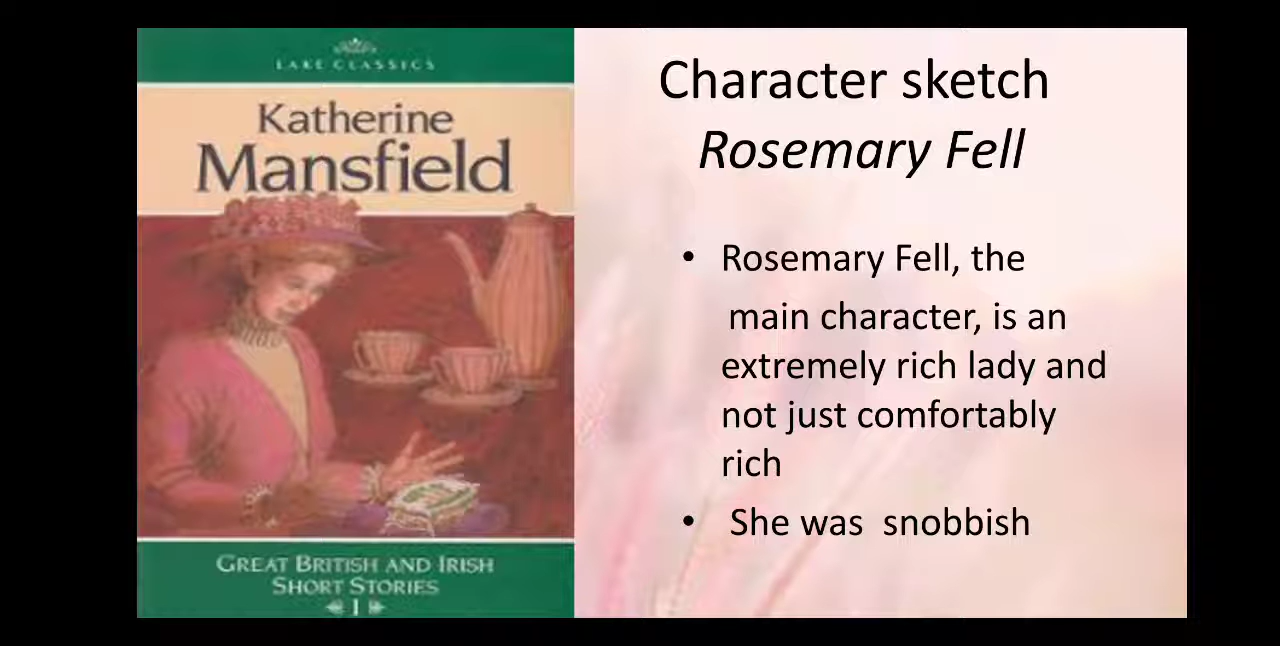 LAKE CLASSICS
Katherine
Mansfield
GREAT BRITISH AND IRISH
SHORT STORIES
I
Character sketch
Rosemary Fell
• Rosemary Fell, the
main character, is an
extremely rich lady and
not just comfortably
rich
• She was snobbish